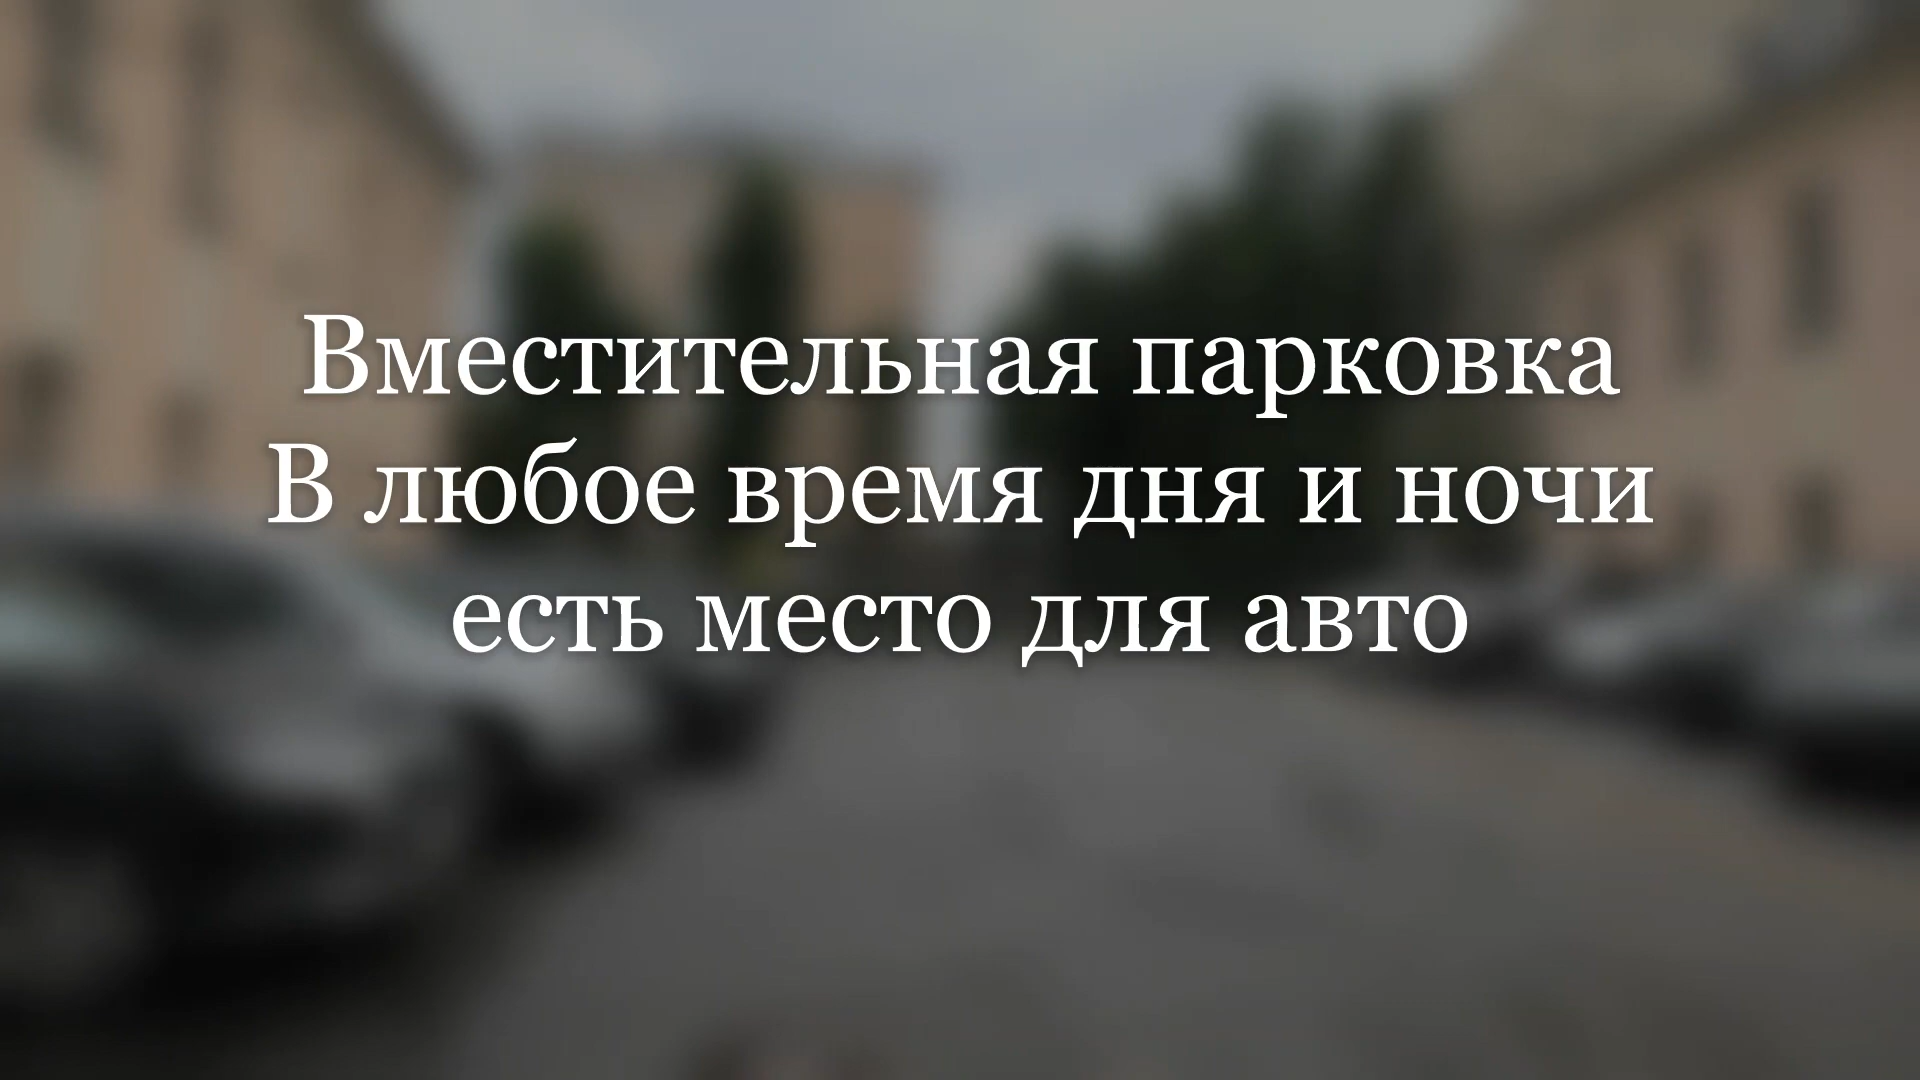 Вместительная парковка
В любое время дня и ночи
есть место для авто